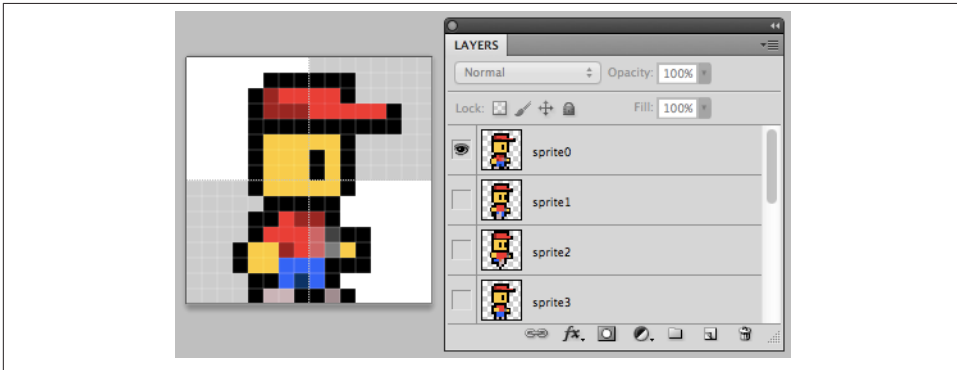 LAYERS
Normal Opacity: 100%
Lock: Fill: 100%
sprite0
sprite1
sprite2
sprite3
fx.